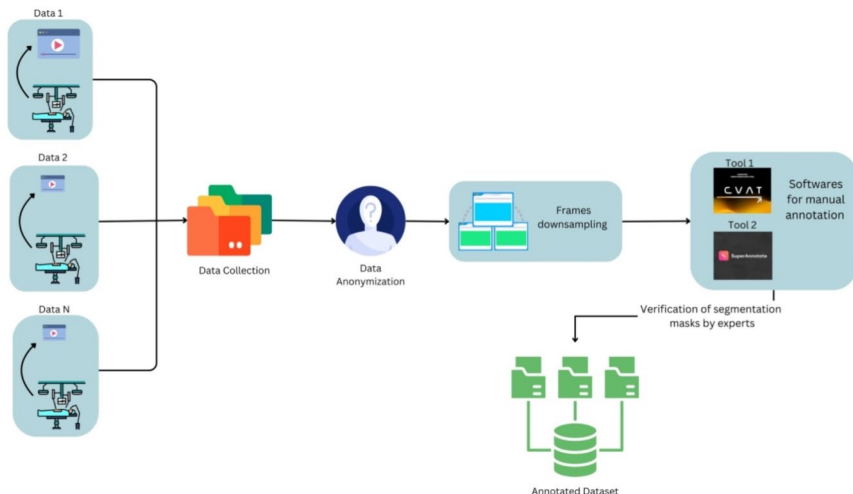 Data 1
Data 2
Data N
Data Collection
Data
Anonymization
Frames
downsampling
Tool 1
CVAT
Tool 2
SuperAnnotate
Softwares
for manual
annotation
Verification of segmentation
masks by experts
Annotated Dataset